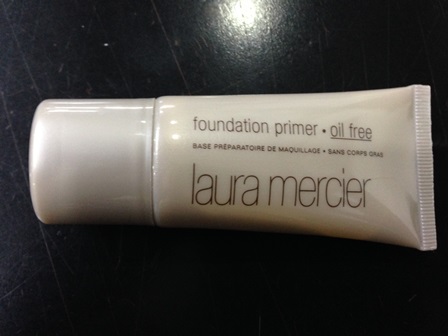 foundation primer • oil free
BASE PRÉPARATOIRE DE MAQUILLAGE • SANS CORPS GRAS
laura mercier